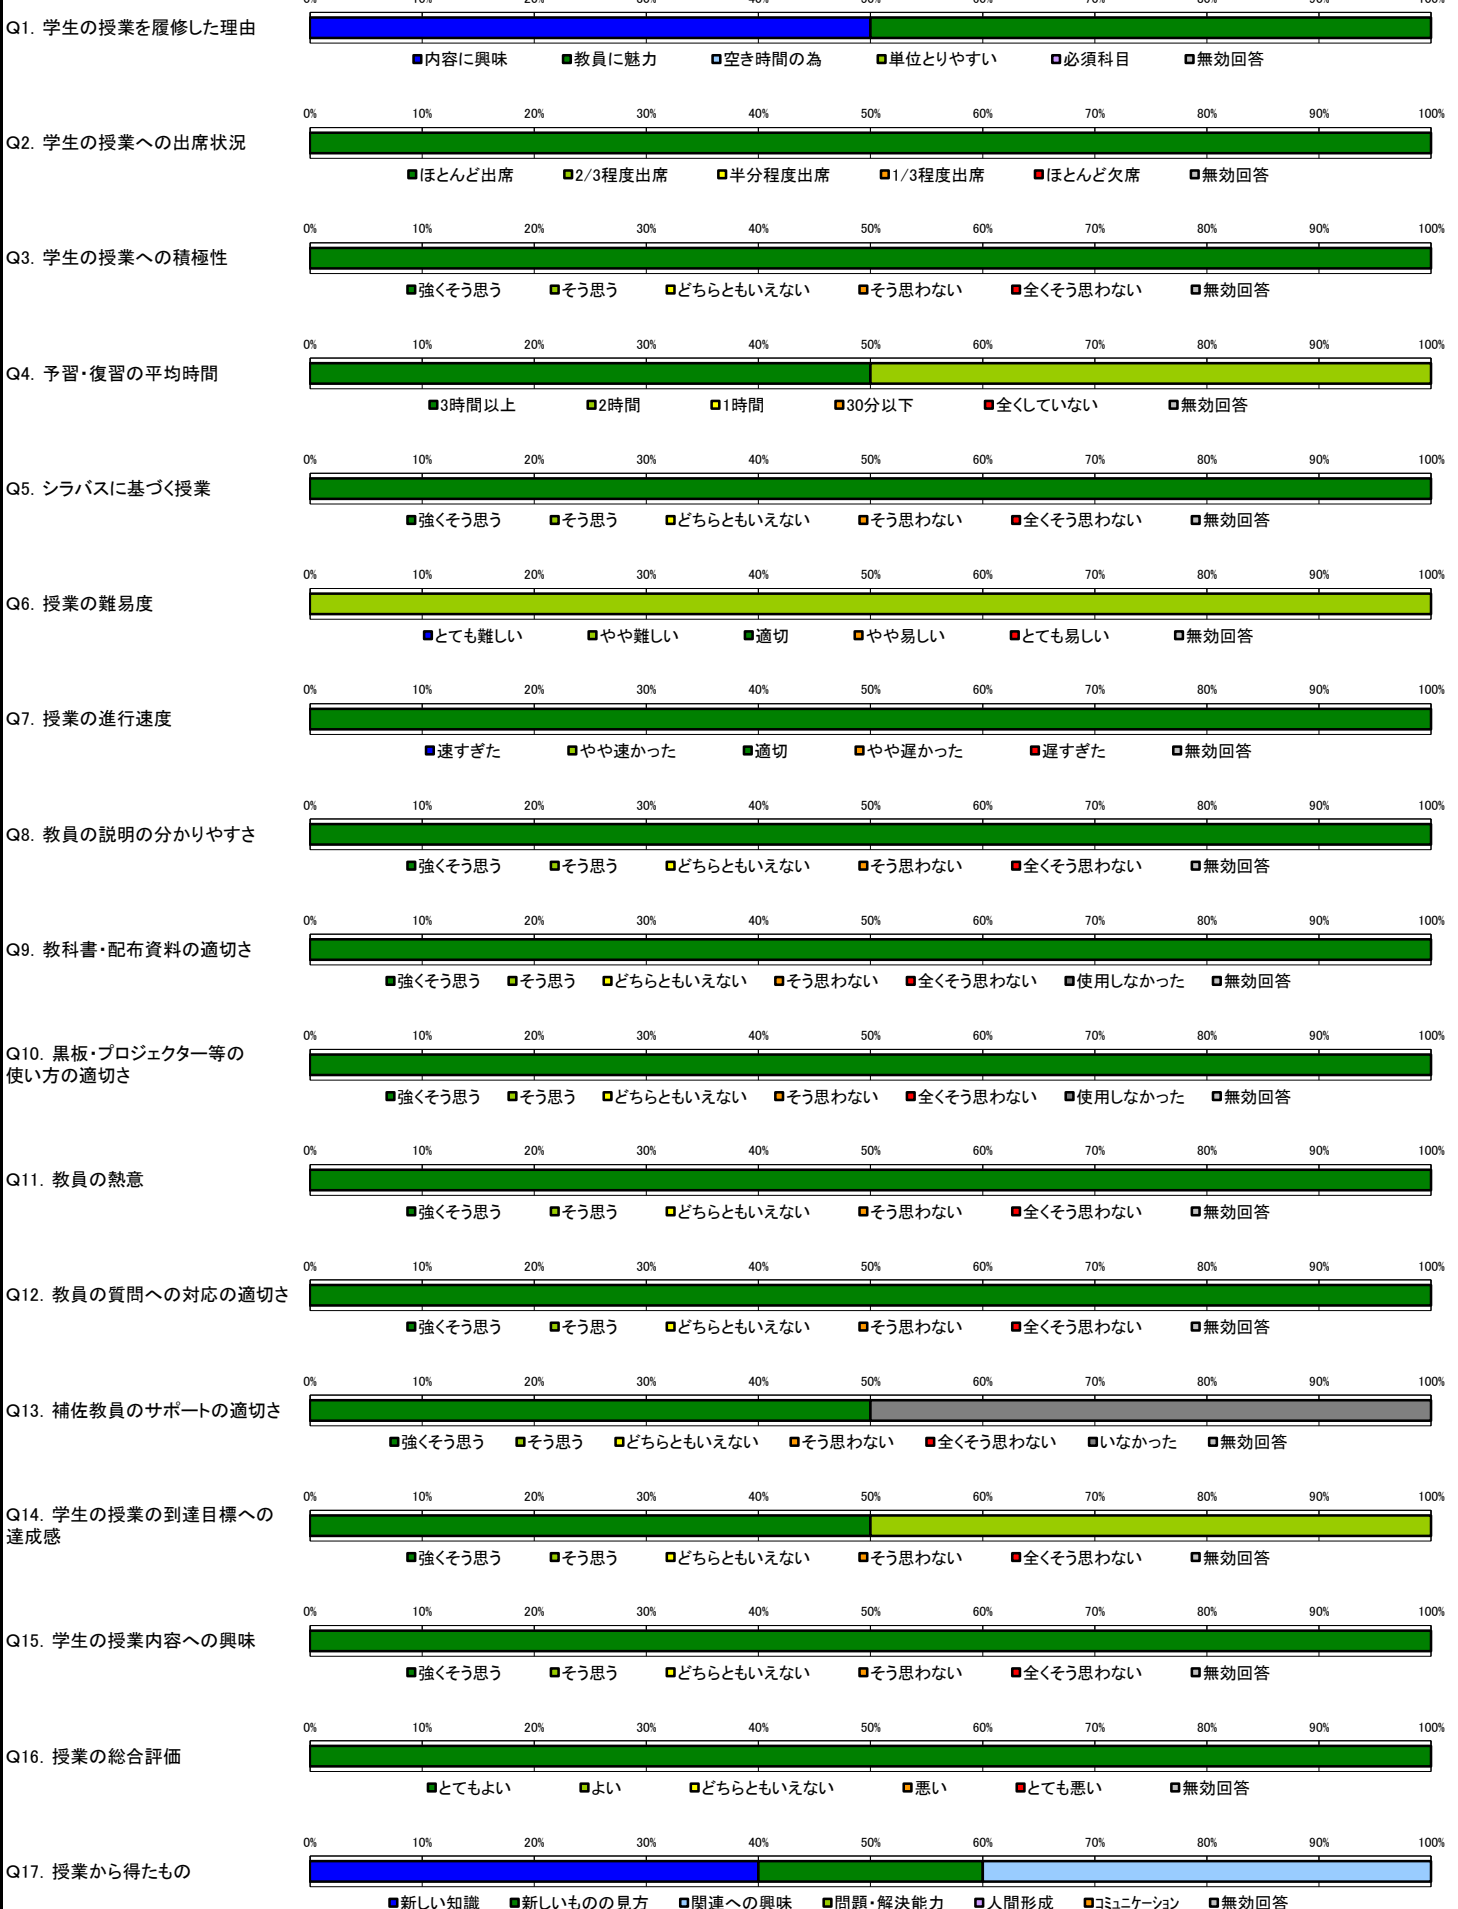 0% 10% 20% 30% 40% 50% 60% 70% 80% 90% 100%
Q1. 学生の授業を履修した理由
内容に興味 教員に魅力 空き時間の為 単位とりやすい 必須科目 無効回答
0% 10% 20% 30% 40% 50% 60% 70% 80% 90% 100%
Q2. 学生の授業への出席状況
ほとんど出席 2/3程度出席 半分程度出席 1/3程度出席 ほとんど欠席 無効回答
0% 10% 20% 30% 40% 50% 60% 70% 80% 90% 100%
Q3. 学生の授業への積極性
強くそう思う そう思う どちらともいえない そう思わない 全くそう思わない 無効回答
0% 10% 20% 30% 40% 50% 60% 70% 80% 90% 100%
Q4. 予習・復習の平均時間
3時間以上 2時間 1時間 30分以下 全くしていない 無効回答
0% 10% 20% 30% 40% 50% 60% 70% 80% 90% 100%
Q5. シラバスに基づく授業
強くそう思う そう思う どちらともいえない そう思わない 全くそう思わない 無効回答
0% 10% 20% 30% 40% 50% 60% 70% 80% 90% 100%
Q6. 授業の難易度
とても難しい やや難しい 適切 やや易しい とても易しい 無効回答
0% 10% 20% 30% 40% 50% 60% 70% 80% 90% 100%
Q7. 授業の進行速度
速すぎた やや速かった 適切 やや遅かった 遅すぎた 無効回答
0% 10% 20% 30% 40% 50% 60% 70% 80% 90% 100%
Q8. 教員の説明の分かりやすさ
強くそう思う そう思う どちらともいえない そう思わない 全くそう思わない 無効回答
0% 10% 20% 30% 40% 50% 60% 70% 80% 90% 100%
Q9. 教科書・配布資料の適切さ
強くそう思う そう思う どちらともいえない そう思わない 全くそう思わない 使用しなかった 無効回答
0% 10% 20% 30% 40% 50% 60% 70% 80% 90% 100%
Q10. 黒板・プロジェクター等の
使い方の適切さ
強くそう思う そう思う どちらともいえない そう思わない 全くそう思わない 使用しなかった 無効回答
0% 10% 20% 30% 40% 50% 60% 70% 80% 90% 100%
Q11. 教員の熱意
強くそう思う そう思う どちらともいえない そう思わない 全くそう思わない 無効回答
0% 10% 20% 30% 40% 50% 60% 70% 80% 90% 100%
Q12. 教員の質問への対応の適切さ
強くそう思う そう思う どちらともいえない そう思わない 全くそう思わない 無効回答
0% 10% 20% 30% 40% 50% 60% 70% 80% 90% 100%
Q13. 補佐教員のサポートの適切さ
強くそう思う そう思う どちらともいえない そう思わない 全くそう思わない いなかった 無効回答
0% 10% 20% 30% 40% 50% 60% 70% 80% 90% 100%
Q14. 学生の授業の到達目標への
達成感
強くそう思う そう思う どちらともいえない そう思わない 全くそう思わない 無効回答
0% 10% 20% 30% 40% 50% 60% 70% 80% 90% 100%
Q15. 学生の授業内容への興味
強くそう思う そう思う どちらともいえない そう思わない 全くそう思わない 無効回答
0% 10% 20% 30% 40% 50% 60% 70% 80% 90% 100%
Q16. 授業の総合評価
とてもよい よい どちらともいえない 悪い とても悪い 無効回答
0% 10% 20% 30% 40% 50% 60% 70% 80% 90% 100%
Q17. 授業から得たもの
新しい知識 新しいものの見方 関連への興味 問題・解決能力 人間形成 コミュニケーション 無効回答